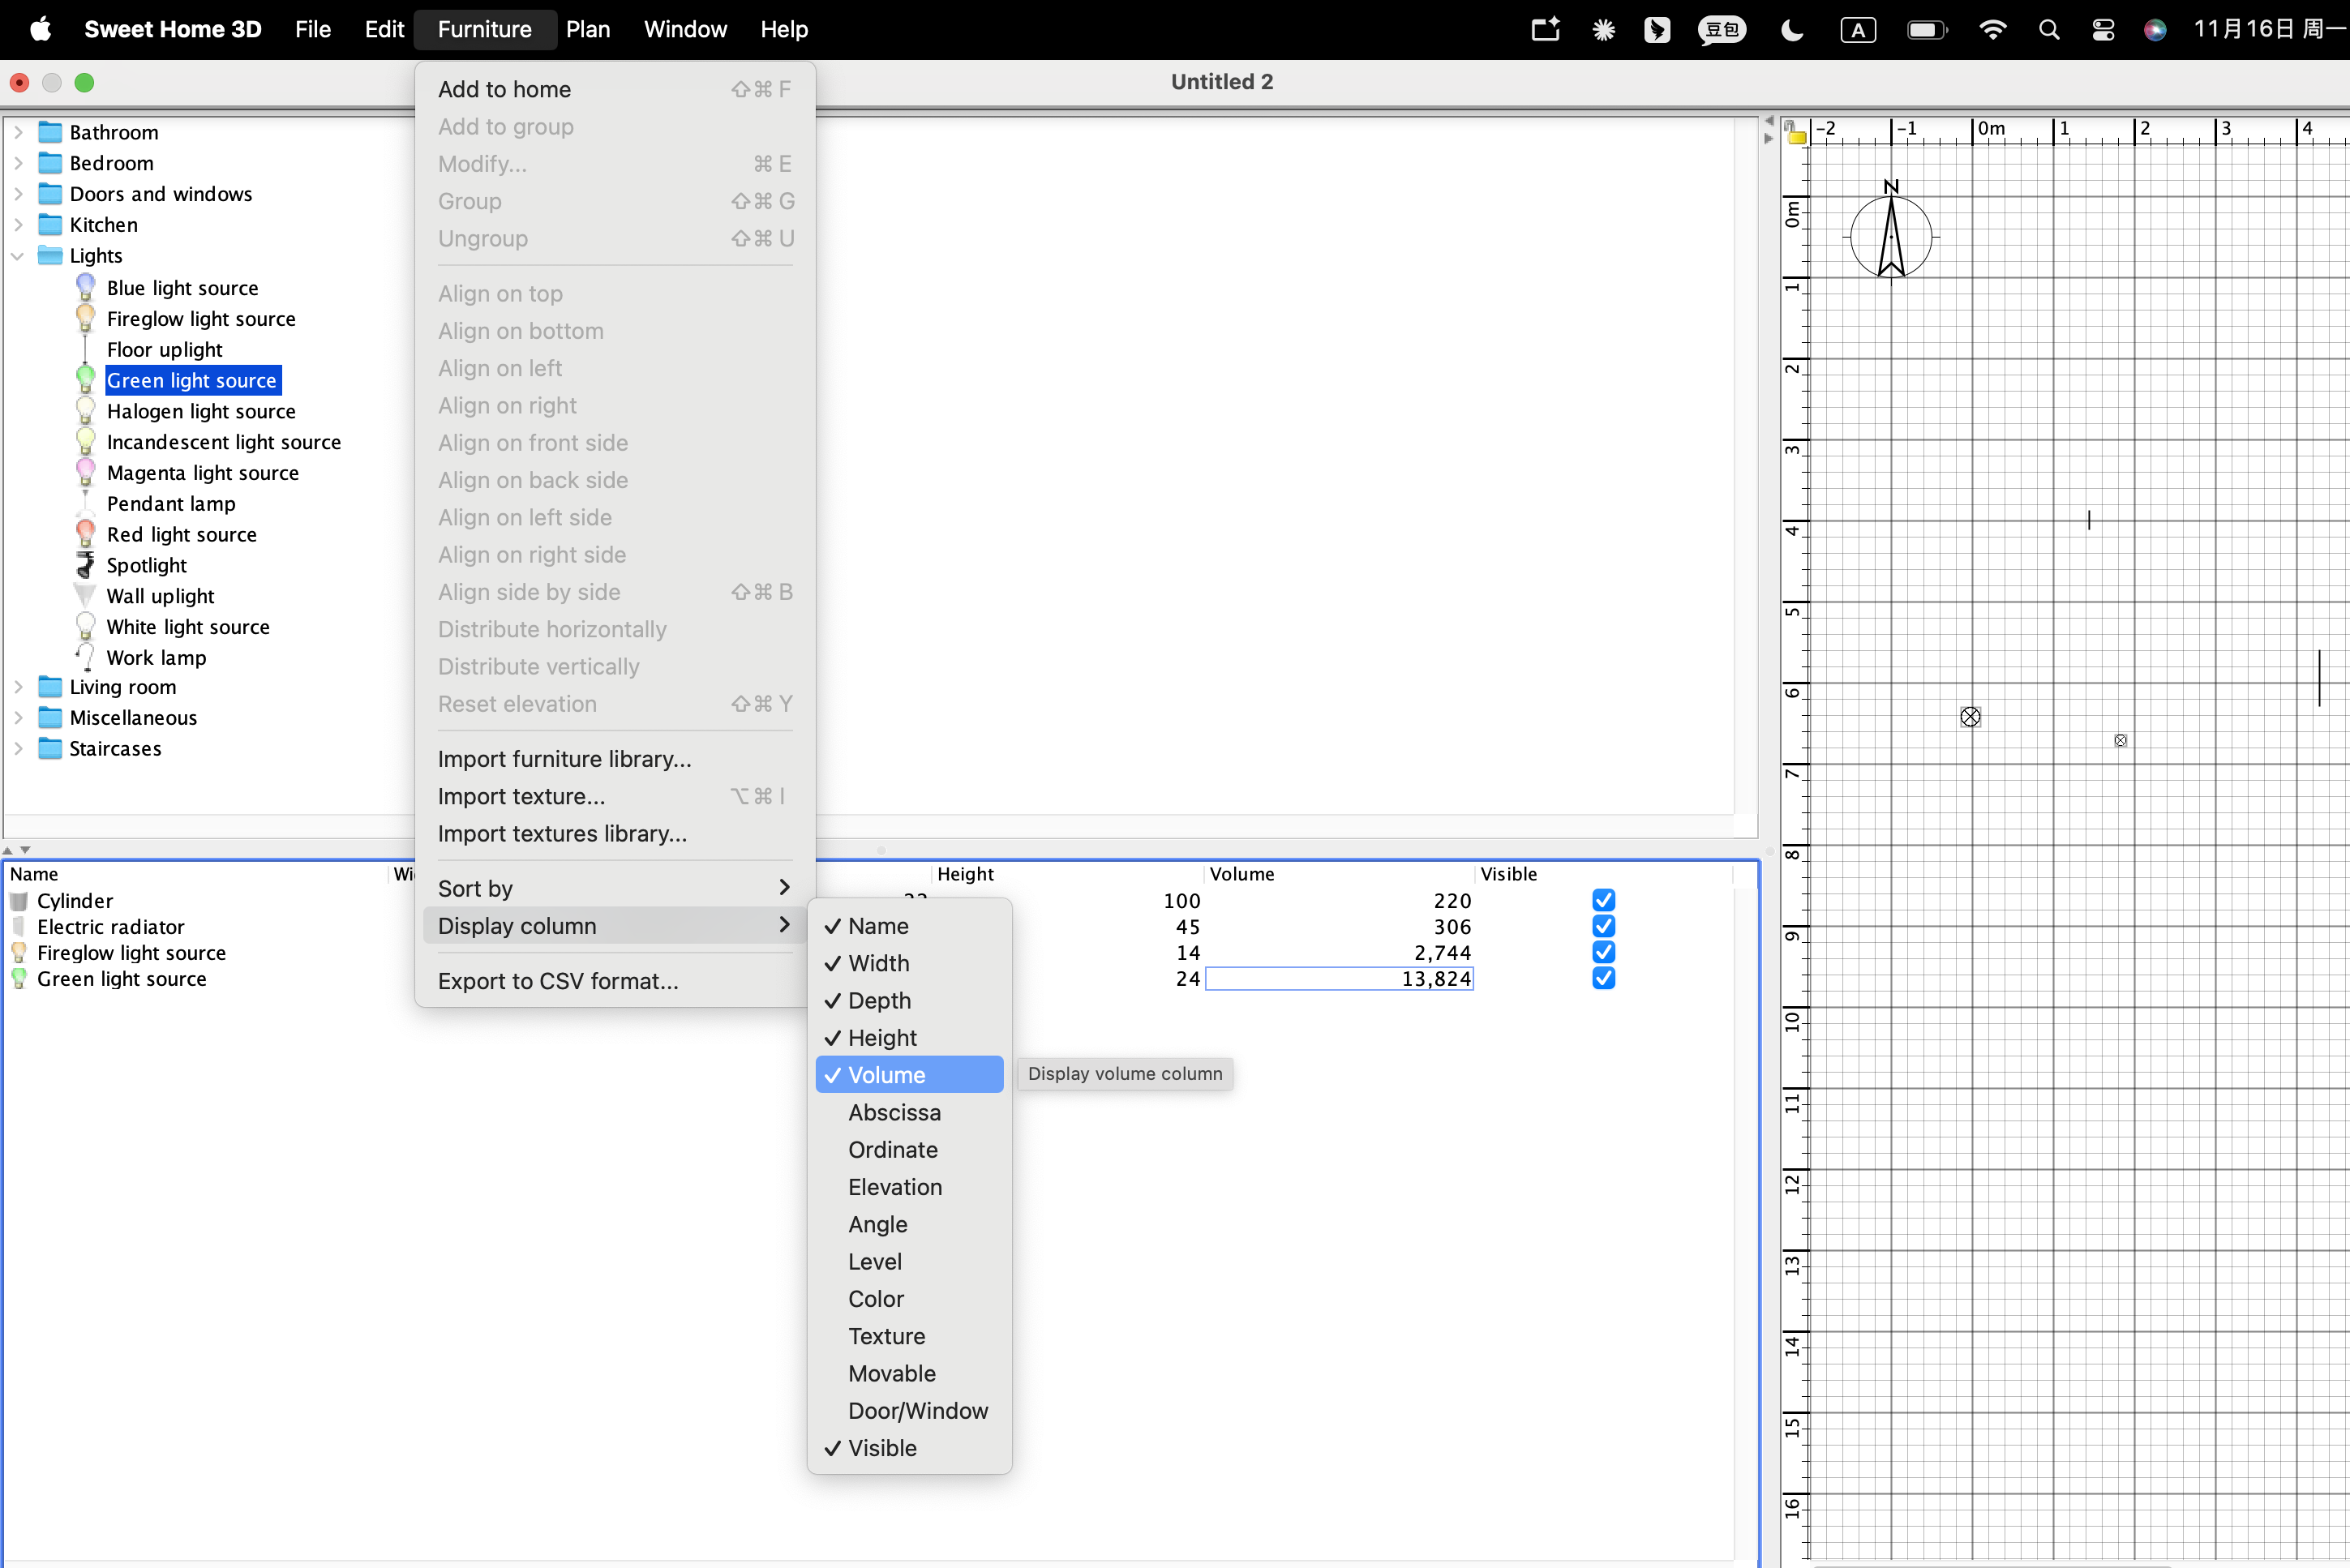 Sweet Home 3D File Edit Furniture Plan Window Help 豆包 A 11月16日 周一
Untitled 2
Bathroom
Bedroom
Doors and windows
Kitchen
Lights
Blue light source
Fireglow light source
Floor uplight
Green light source
Halogen light source
Incandescent light source
Magenta light source
Pendant lamp
Red light source
Spotlight
Wall uplight
White light source
Work lamp
Living room
Miscellaneous
Staircases
Add to home ⇧⌘F
Add to group
Modify... ⌘E
Group ⇧⌘G
Ungroup ⇧⌘U
Align on top
Align on bottom
Align on left
Align on right
Align on front side
Align on back side
Align on left side
Align on right side
Align side by side ⇧⌘B
Distribute horizontally
Distribute vertically
Reset elevation ⇧⌘Y
Import furniture library...
Import texture... ⌥⌘I
Import textures library...
Sort by
Display column
Export to CSV format...
Name
Width
Depth
Height
Volume
Abscissa
Ordinate
Elevation
Angle
Level
Color
Texture
Movable
Door/Window
Visible
Display volume column
Name Height Volume Visible
Cylinder 100 220
Electric radiator 45 306
Fireglow light source 14 2,744
Green light source 24 13,824
-2 -1 0m 1 2 3 4
N
0m
1
2
3
4
5
6
7
8
9
10
11
12
13
14
15
16